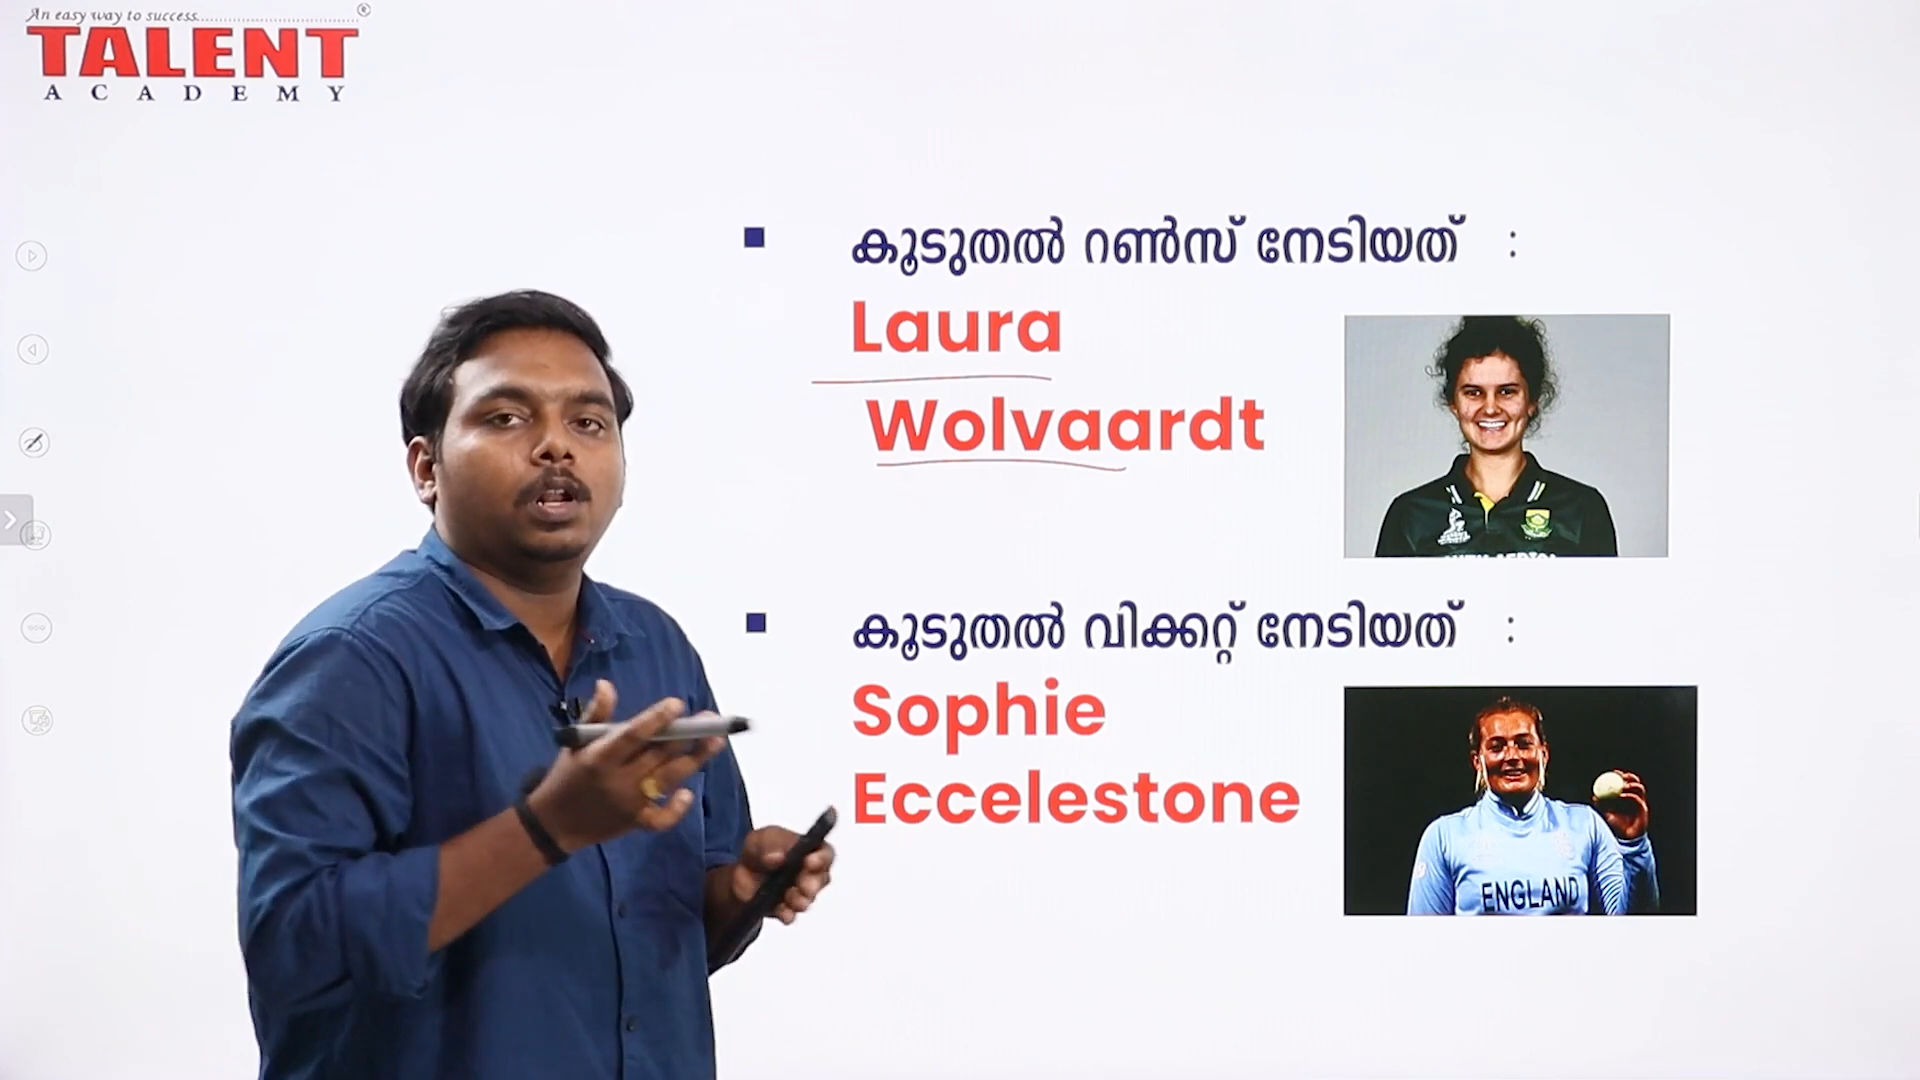 An easy way to success
TALENT
ACADEMY
കൂടുതൽ റൺസ് നേടിയത് :
Laura
Wolvaardt
കൂടുതൽ വിക്കറ്റ് നേടിയത് :
Sophie
Eccelestone
ENGLAND